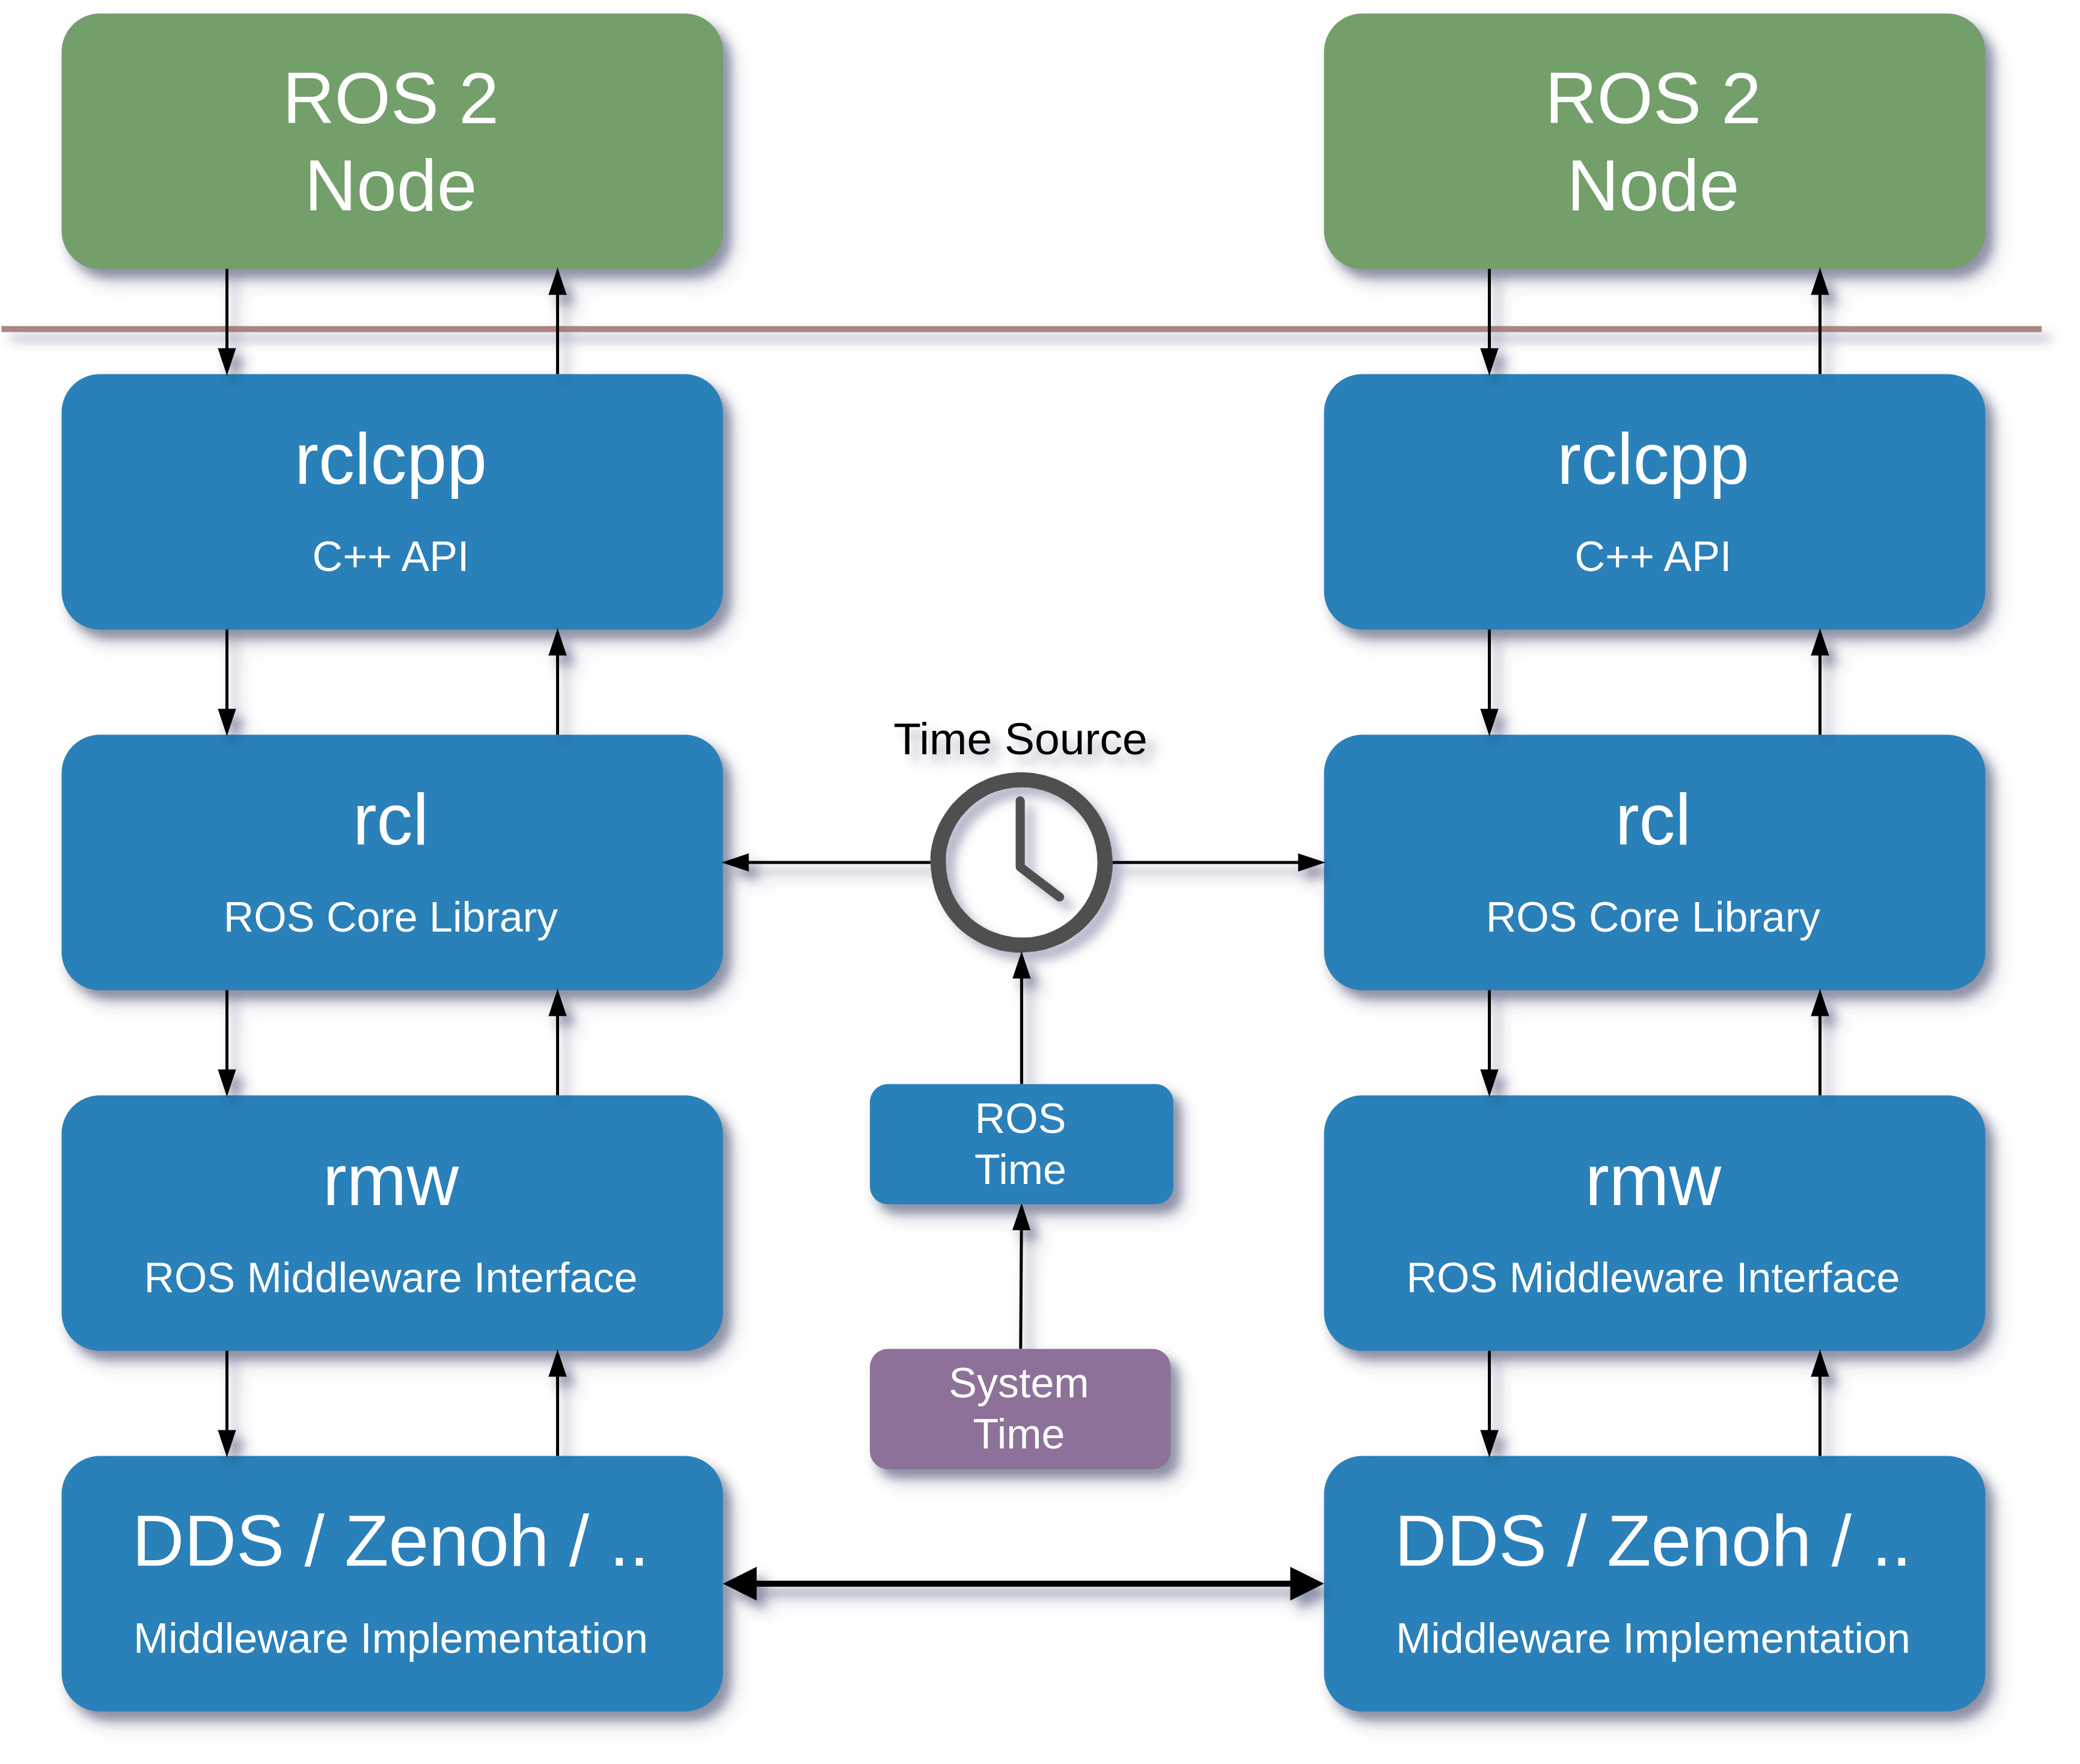 ROS 2
Node
ROS 2
Node
rclcpp
C++ API
rclcpp
C++ API
Time Source
rcl
ROS Core Library
rcl
ROS Core Library
ROS
Time
rmw
ROS Middleware Interface
rmw
ROS Middleware Interface
System
Time
DDS / Zenoh / ..
Middleware Implementation
DDS / Zenoh / ..
Middleware Implementation